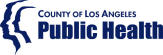 COUNTY OF LOS ANGELES
Public Health